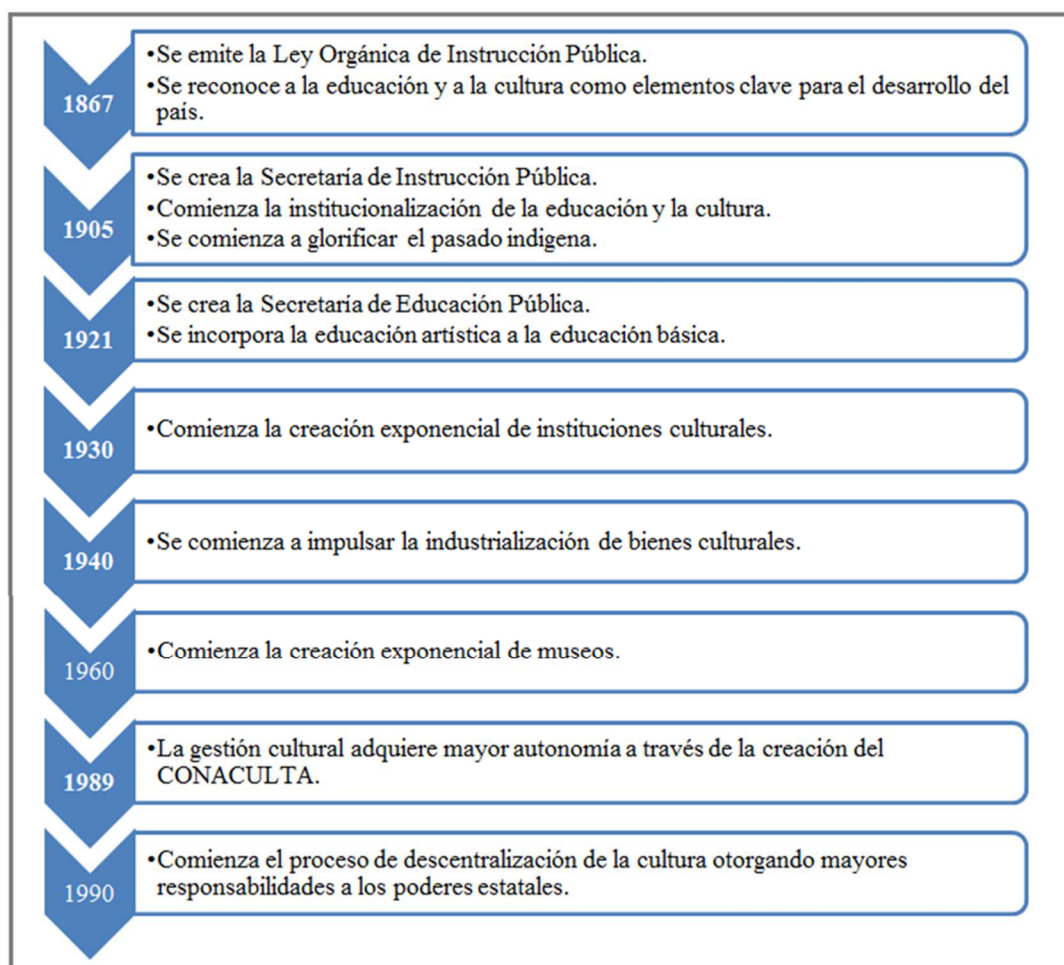 1867
•Se emite la Ley Orgánica de Instrucción Pública.
•Se reconoce a la educación y a la cultura como elementos clave para el desarrollo del
país.
1905
•Se crea la Secretaría de Instrucción Pública.
•Comienza la institucionalización de la educación y la cultura.
•Se comienza a glorificar el pasado indigena.
1921
•Se crea la Secretaría de Educación Pública.
•Se incorpora la educación artística a la educación básica.
1930
•Comienza la creación exponencial de instituciones culturales.
1940
•Se comienza a impulsar la industrialización de bienes culturales.
1960
•Comienza la creación exponencial de museos.
1989
•La gestión cultural adquiere mayor autonomía a través de la creación del
CONACULTA.
1990
•Comienza el proceso de descentralización de la cultura otorgando mayores
responsabilidades a los poderes estatales.